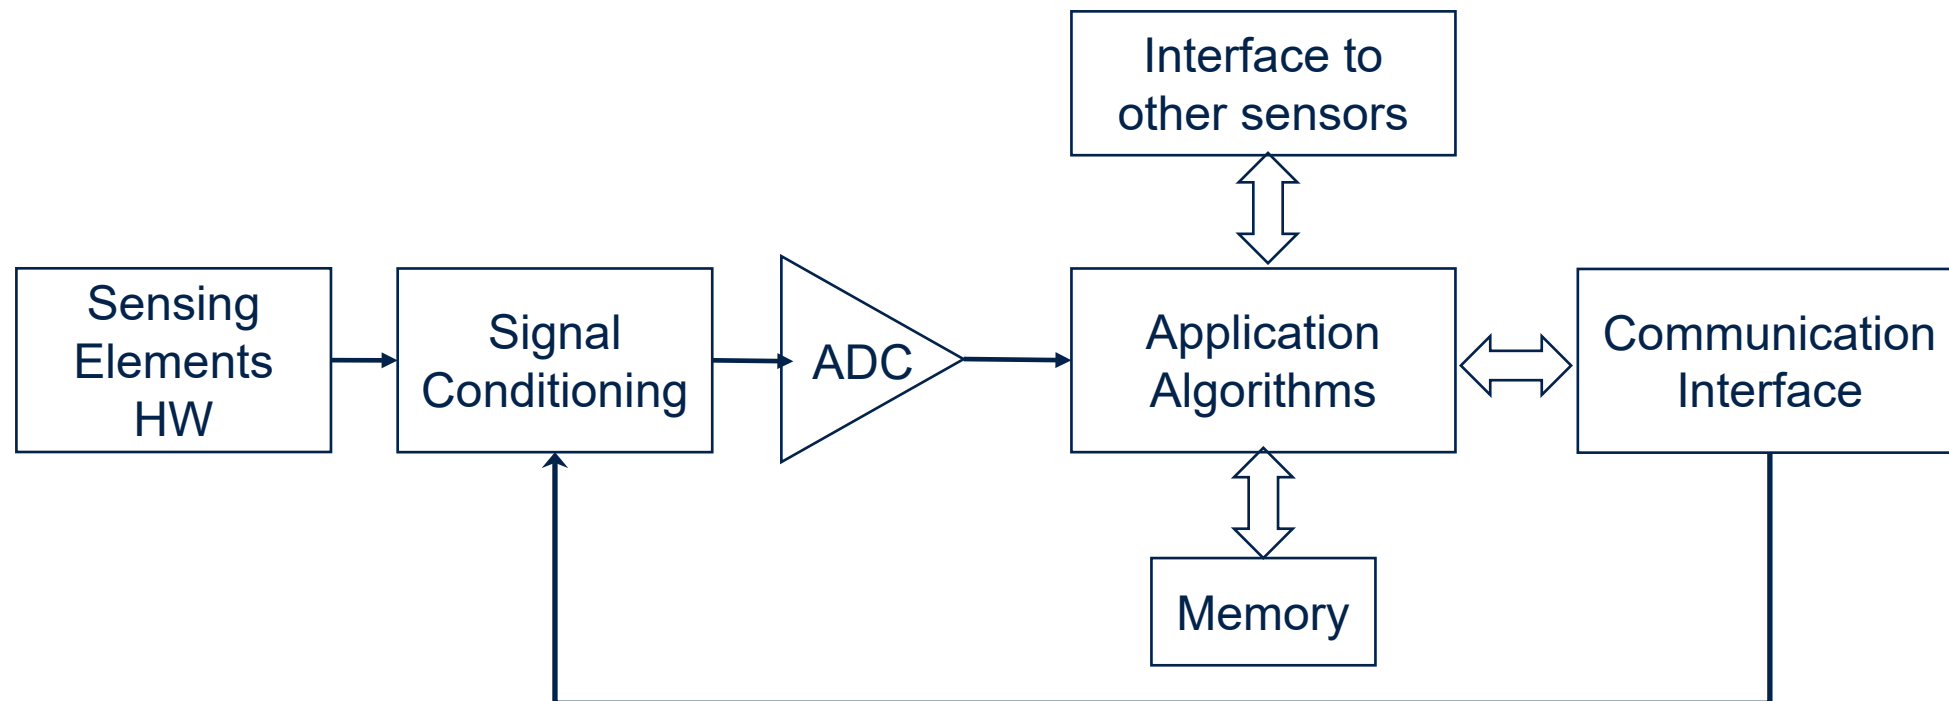 Interface to
other sensors
Sensing
Elements
HW
Signal
Conditioning
ADC
Application
Algorithms
Communication
Interface
Memory